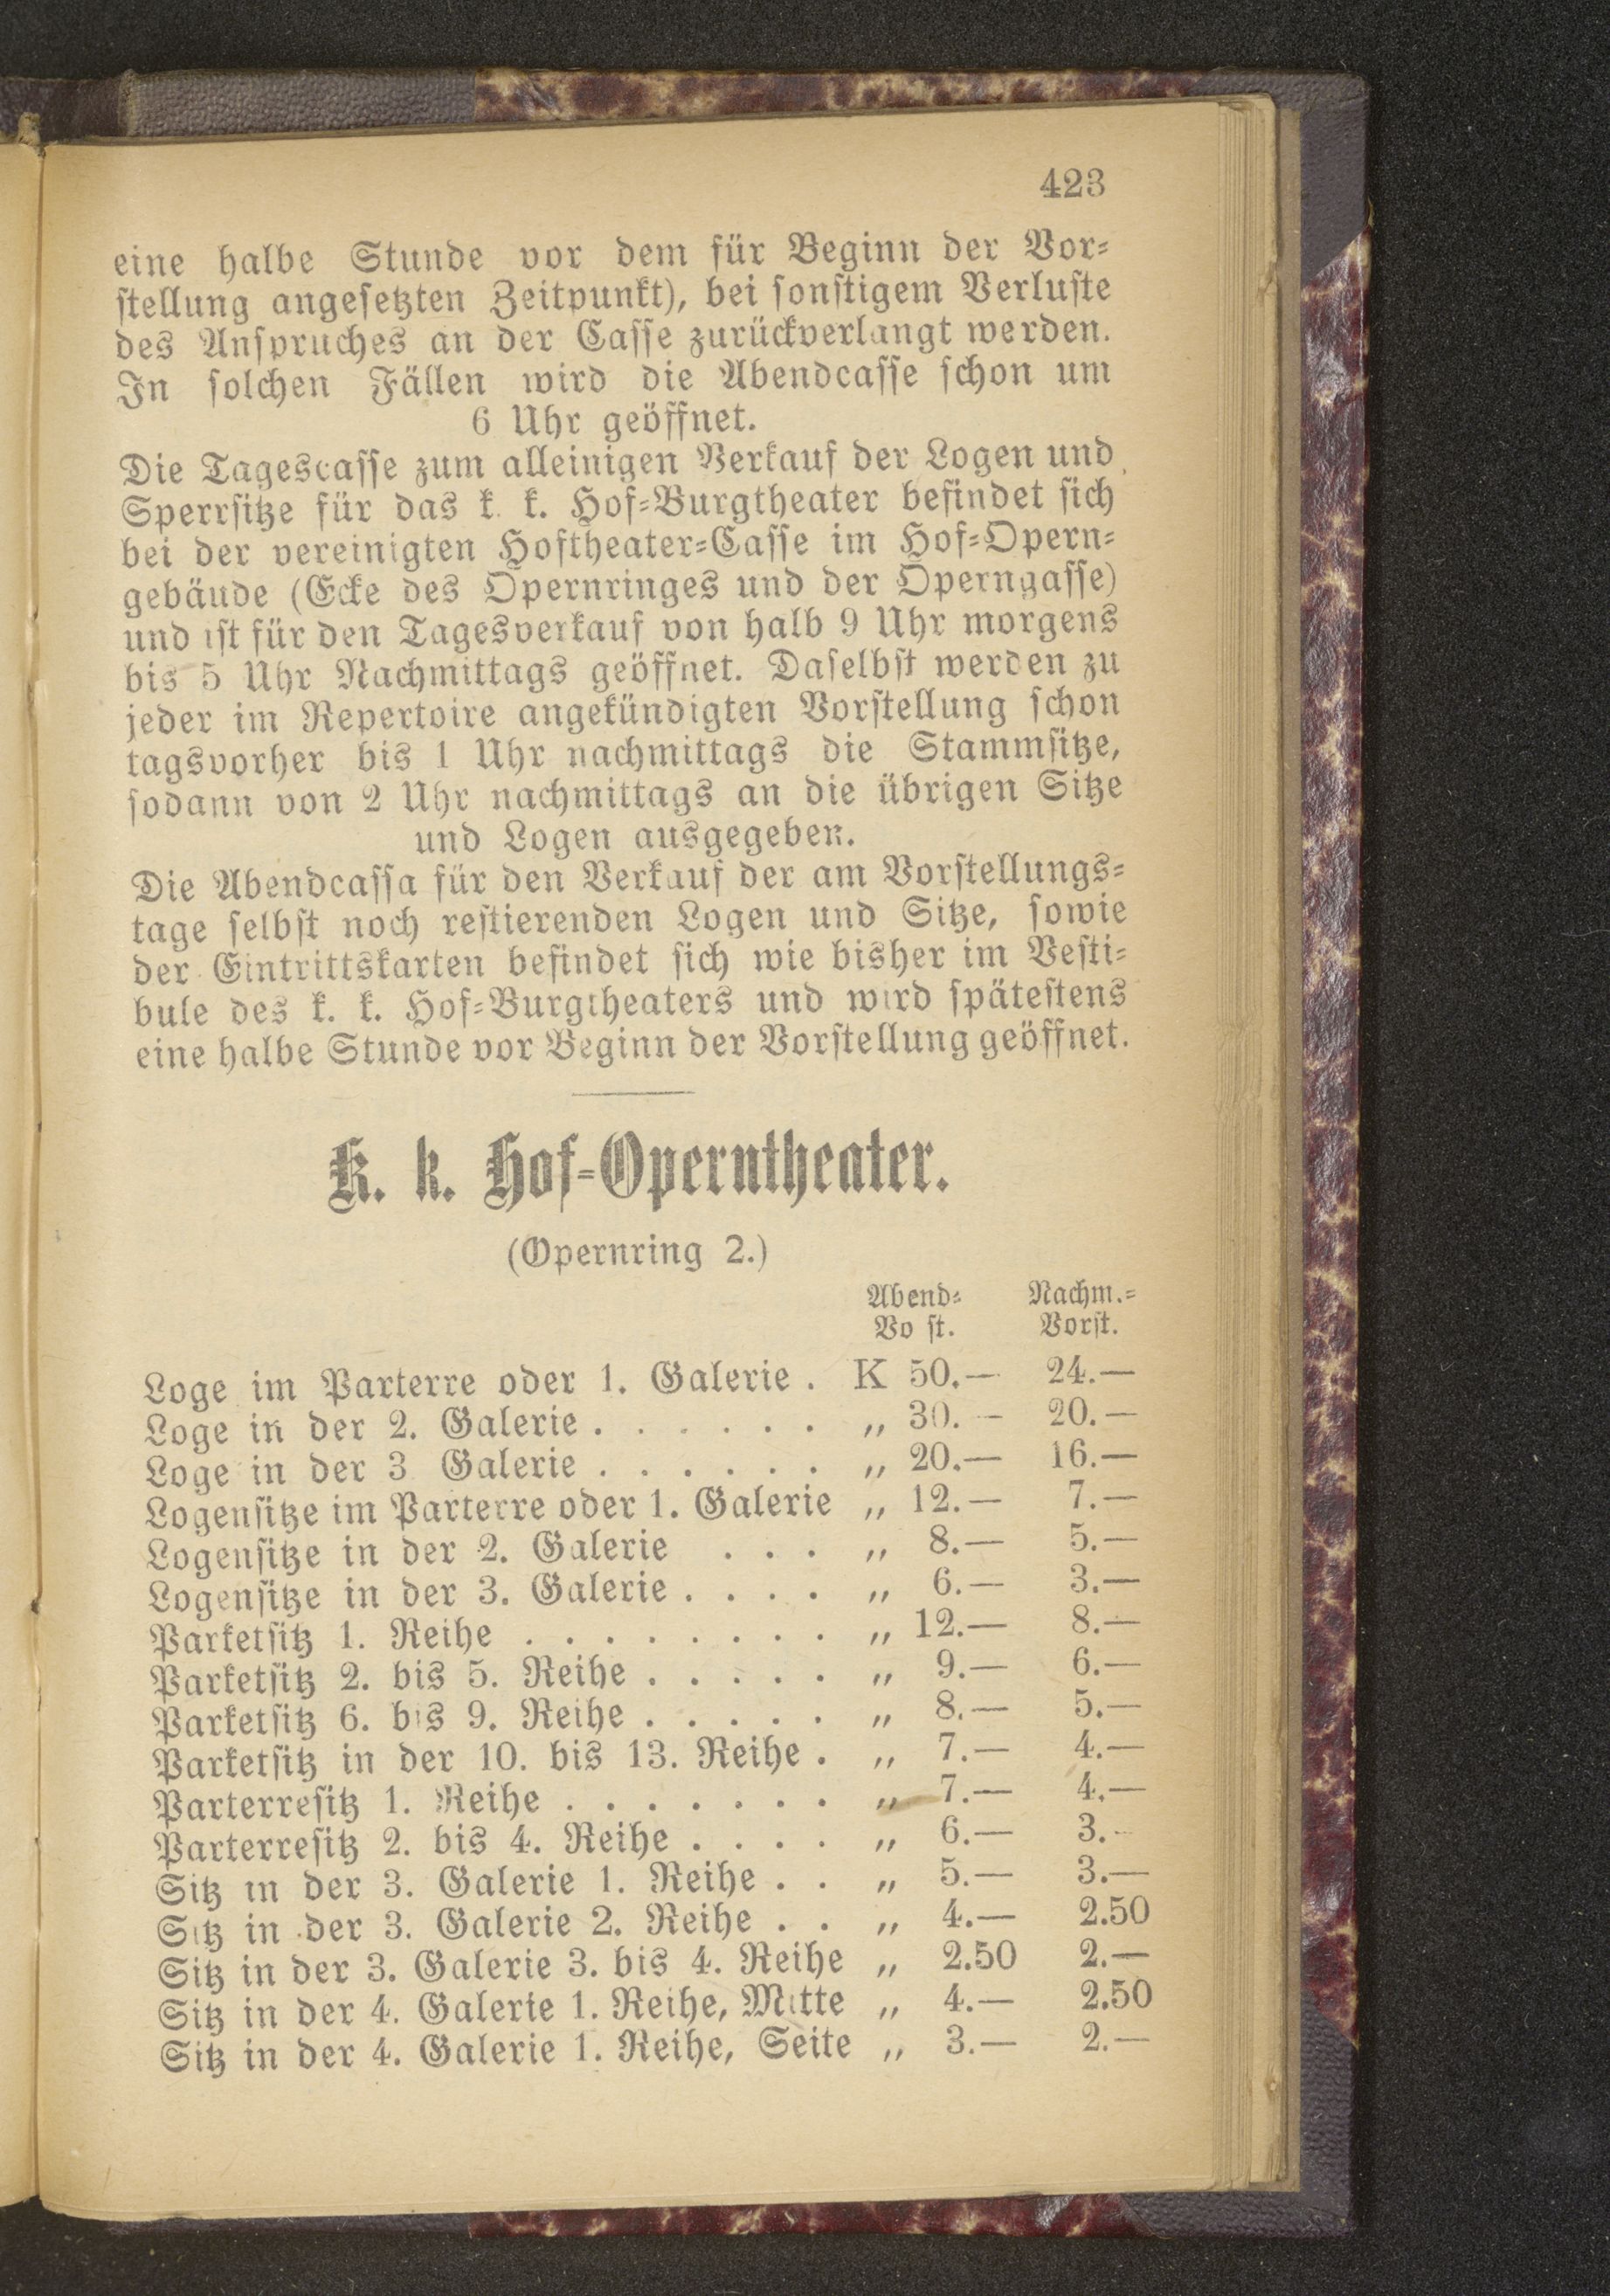 423
eine halbe Stunde vor dem für Beginn der Vor-
stellung angesetzten Zeitpunkt), bei sonstigem Verluste
des Anspruches an der Casse zurückverlangt werden.
In solchen Fällen wird die Abendcasse schon um
6 Uhr geöffnet.
Die Tagescasse zum alleinigen Verkauf der Logen und
Sperrsitze für das k. k. Hof-Burgtheater befindet sich
bei der vereinigten Hoftheater-Casse im Hof-Opern-
gebäude (Ecke des Opernringes und der Operngasse)
und ist für den Tagesverkauf von halb 9 Uhr morgens
bis 5 Uhr Nachmittags geöffnet. Daselbst werden zu
jeder im Repertoire angekündigten Vorstellung schon
tagsvorher bis 1 Uhr nachmittags die Stammsitze,
sodann von 2 Uhr nachmittags an die übrigen Sitze
und Logen ausgegeben.
Die Abendcassa für den Verkauf der am Vorstellungs-
tage selbst noch restierenden Logen und Sitze, sowie
der Eintrittskarten befindet sich wie bisher im Vesti-
bule des k. k. Hof-Burgtheaters und wird spätestens
eine halbe Stunde vor Beginn der Vorstellung geöffnet.
K. k. Hof-Operntheater.
(Opernring 2.)
Abend- Nachm.-
Vo st. Vorst.
Loge im Parterre oder 1. Galerie . K 50.— 24.—
Loge in der 2. Galerie . . . . . . „ 30.— 20.—
Loge in der 3 Galerie . . . . . . „ 20.— 16.—
Logensitze im Parterre oder 1. Galerie „ 12.— 7.—
Logensitze in der 2. Galerie . . . „ 8.— 5.—
Logensitze in der 3. Galerie . . . . „ 6.— 3.—
Parketsitz 1. Reihe . . . . . . . . „ 12.— 8.—
Parketsitz 2. bis 5. Reihe . . . . . „ 9.— 6.—
Parketsitz 6. bis 9. Reihe . . . . . „ 8.— 5.—
Parketsitz in der 10. bis 13. Reihe . „ 7.— 4.—
Parterresitz 1. Reihe . . . . . . . „ 7.— 4.—
Parterresitz 2. bis 4. Reihe . . . . „ 6.— 3.—
Sitz in der 3. Galerie 1. Reihe . . „ 5.— 3.—
Sitz in der 3. Galerie 2. Reihe . . „ 4.— 2.50
Sitz in der 3. Galerie 3. bis 4. Reihe „ 2.50 2.—
Sitz in der 4. Galerie 1. Reihe, Mitte „ 4.— 2.50
Sitz in der 4. Galerie 1. Reihe, Seite „ 3.— 2.—